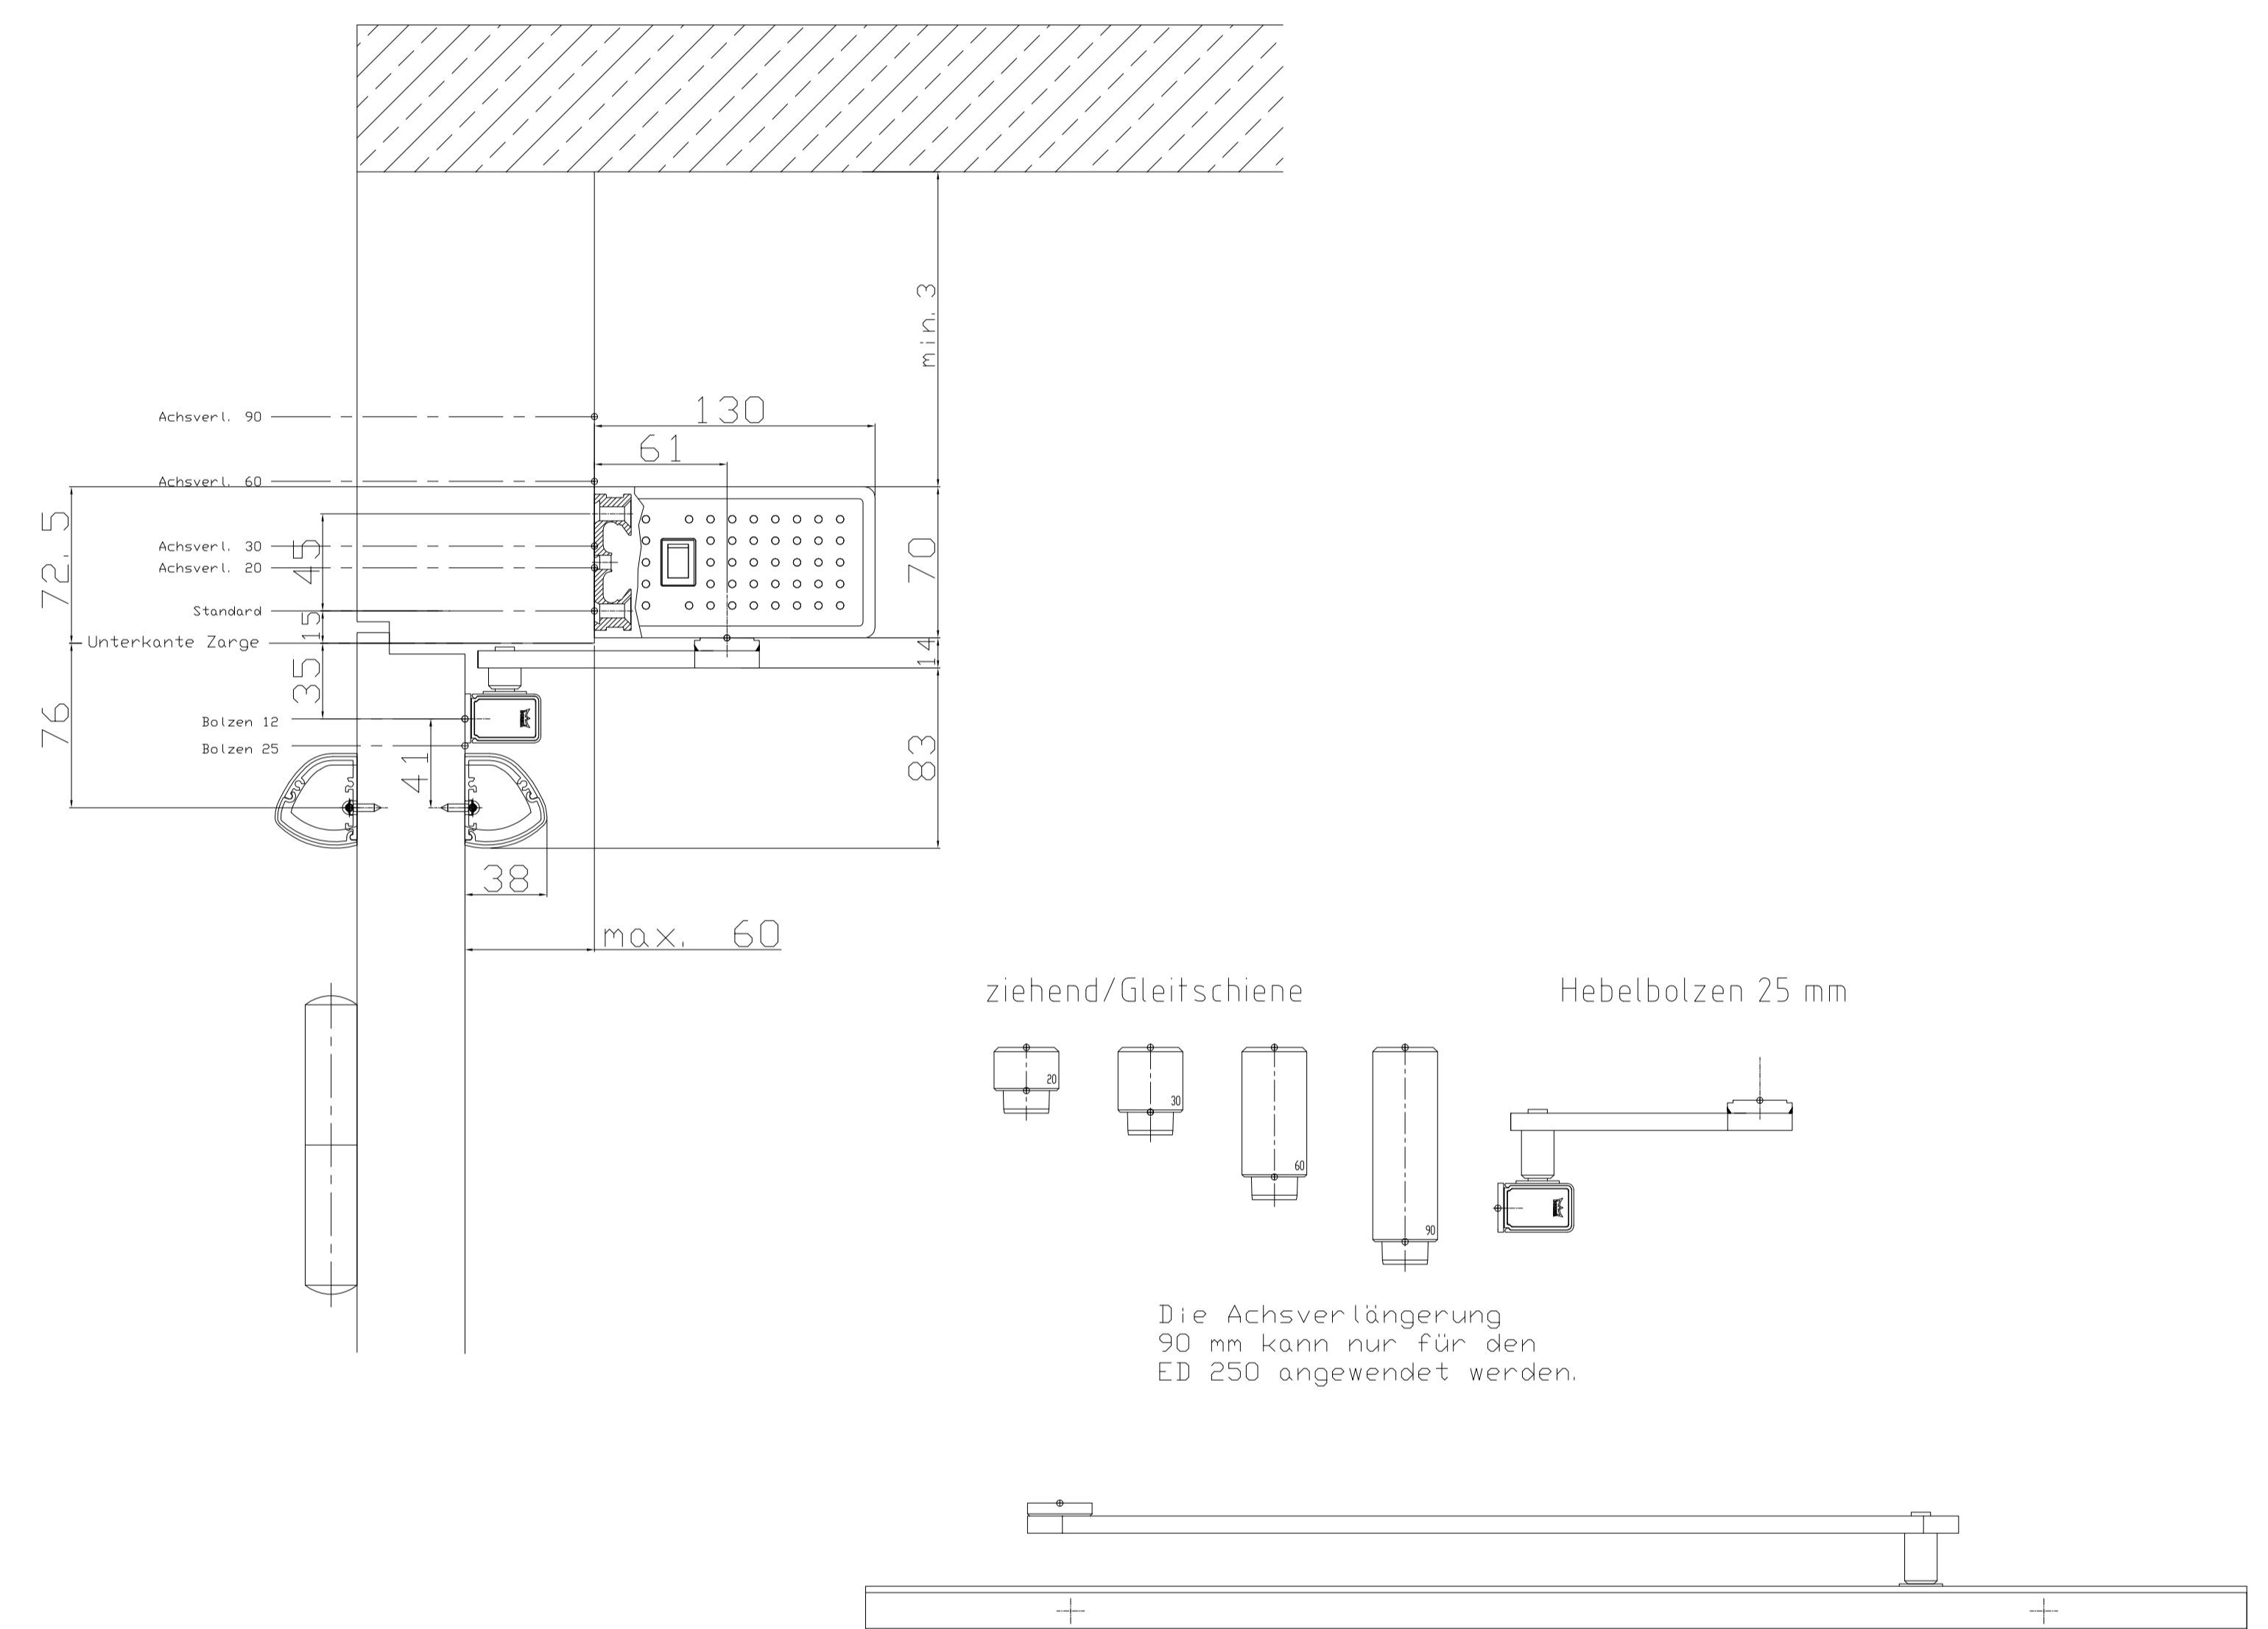 min. 3
Achsverl. 90
130
61
Achsverl. 60
72.5
45
Achsverl. 30
Achsverl. 20
70
Standard
15
Unterkante Zarge
14
35
76
Bolzen 12
Bolzen 25
41
83
38
max. 60
ziehend/Gleitschiene
Hebelbolzen 25 mm
20
30
60
90
Die Achsverlängerung
90 mm kann nur für den
ED 250 angewendet werden.